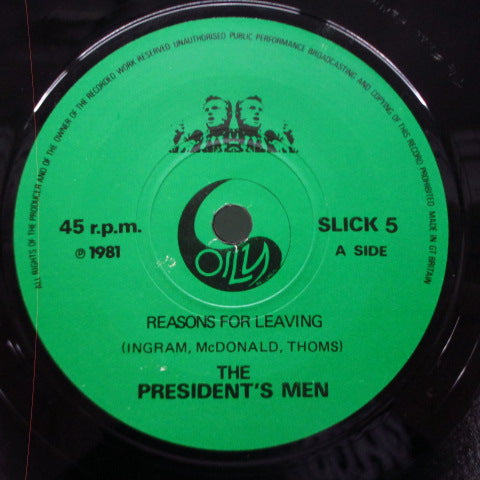 ALL RIGHTS OF THE PRODUCER AND OF THE OWNER OF THE RECORDED WORK RESERVED UNAUTHORISED PUBLIC PERFORMANCE BROADCASTING AND COPYING OF THIS RECORD PROHIBITED MADE IN GT BRITAIN
45 r.p.m.
℗ 1981
OILY
SLICK 5
A SIDE
REASONS FOR LEAVING
(INGRAM, McDONALD, THOMS)
THE
PRESIDENT'S MEN